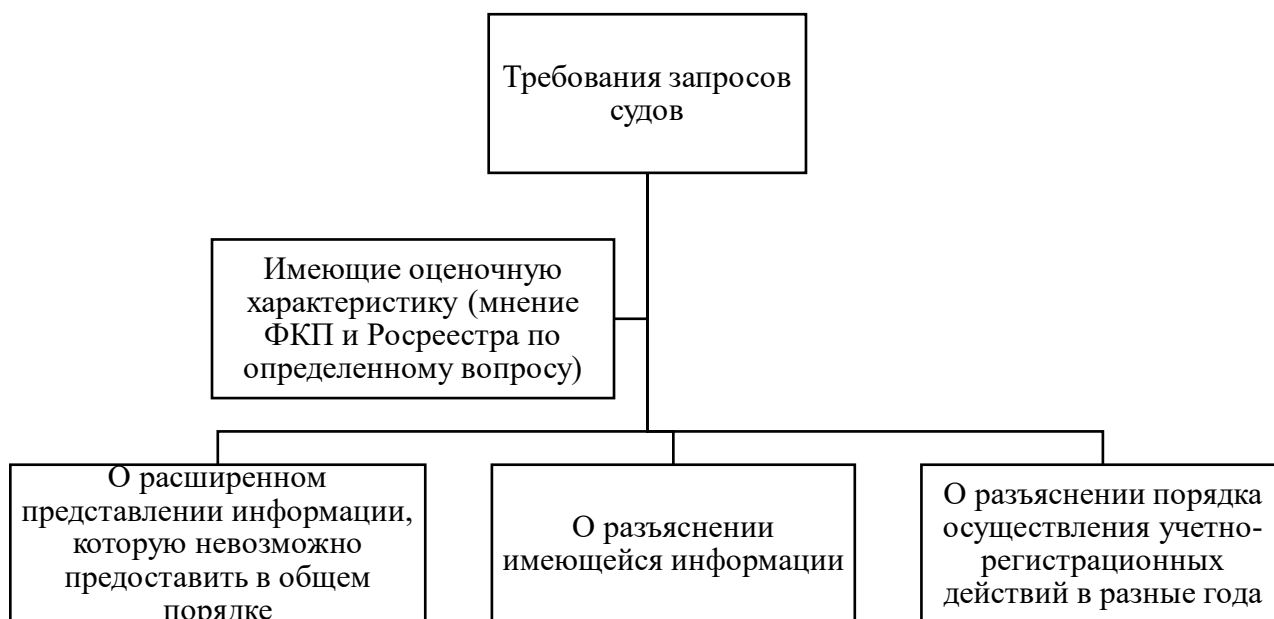 Требования запросов
судов
Имеющие оценочную
характеристику (мнение
ФКП и Росреестра по
определенному вопросу)
О расширенном
представлении информации,
которую невозможно
предоставить в общем
порядке
О разъяснении
имеющейся информации
О разъяснении порядка
осуществления учетно-
регистрационных
действий в разные года